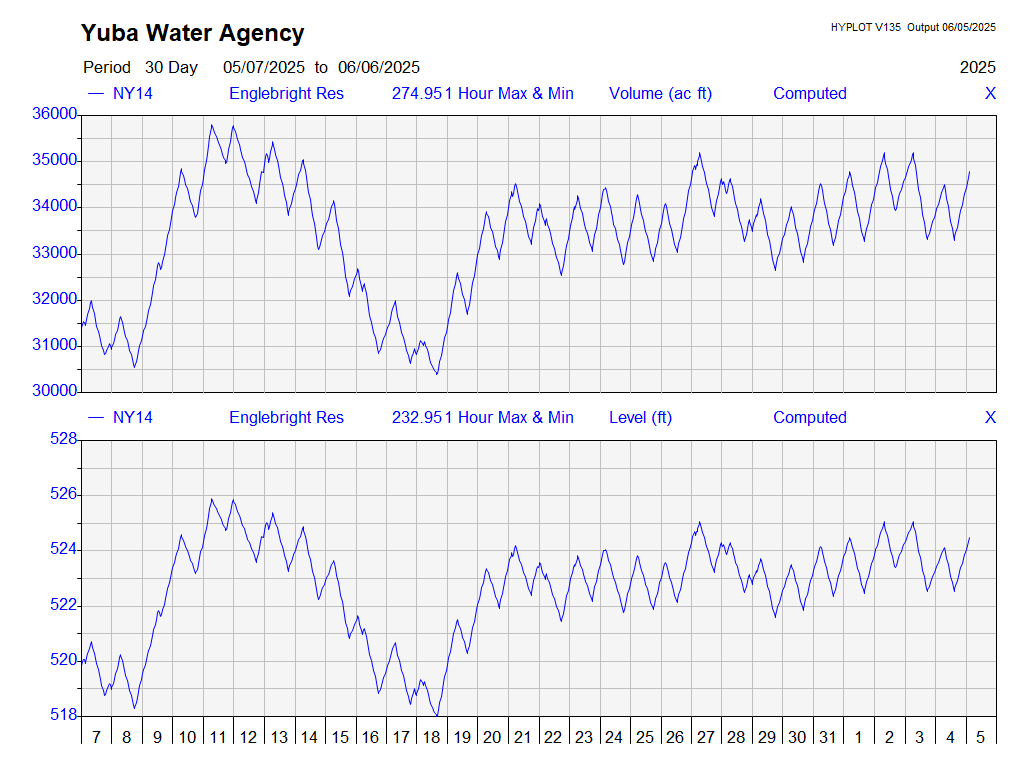 Yuba Water Agency
HYPLOT V135 Output 06/05/2025
Period 30 Day 05/07/2025 to 06/06/2025 2025
NY14 Englebright Res 274.951 Hour Max & Min Volume (ac ft) Computed X
36000
35000
34000
33000
32000
31000
30000
NY14 Englebright Res 232.951 Hour Max & Min Level (ft) Computed X
528
526
524
522
520
518
7 8 9 10 11 12 13 14 15 16 17 18 19 20 21 22 23 24 25 26 27 28 29 30 31 1 2 3 4 5